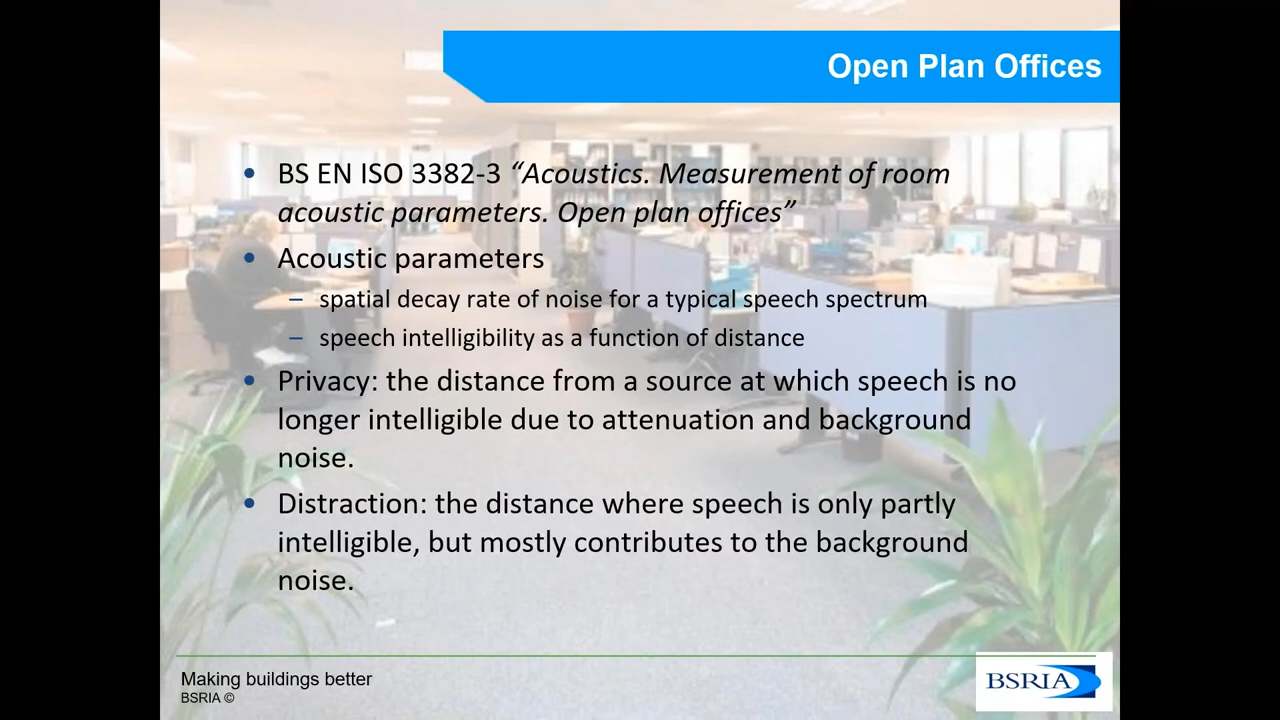 Open Plan Offices
• BS EN ISO 3382-3 “Acoustics. Measurement of room
acoustic parameters. Open plan offices”
• Acoustic parameters
– spatial decay rate of noise for a typical speech spectrum
– speech intelligibility as a function of distance
• Privacy: the distance from a source at which speech is no
longer intelligible due to attenuation and background
noise.
• Distraction: the distance where speech is only partly
intelligible, but mostly contributes to the background
noise.
Making buildings better
BSRIA ©
BSRIA